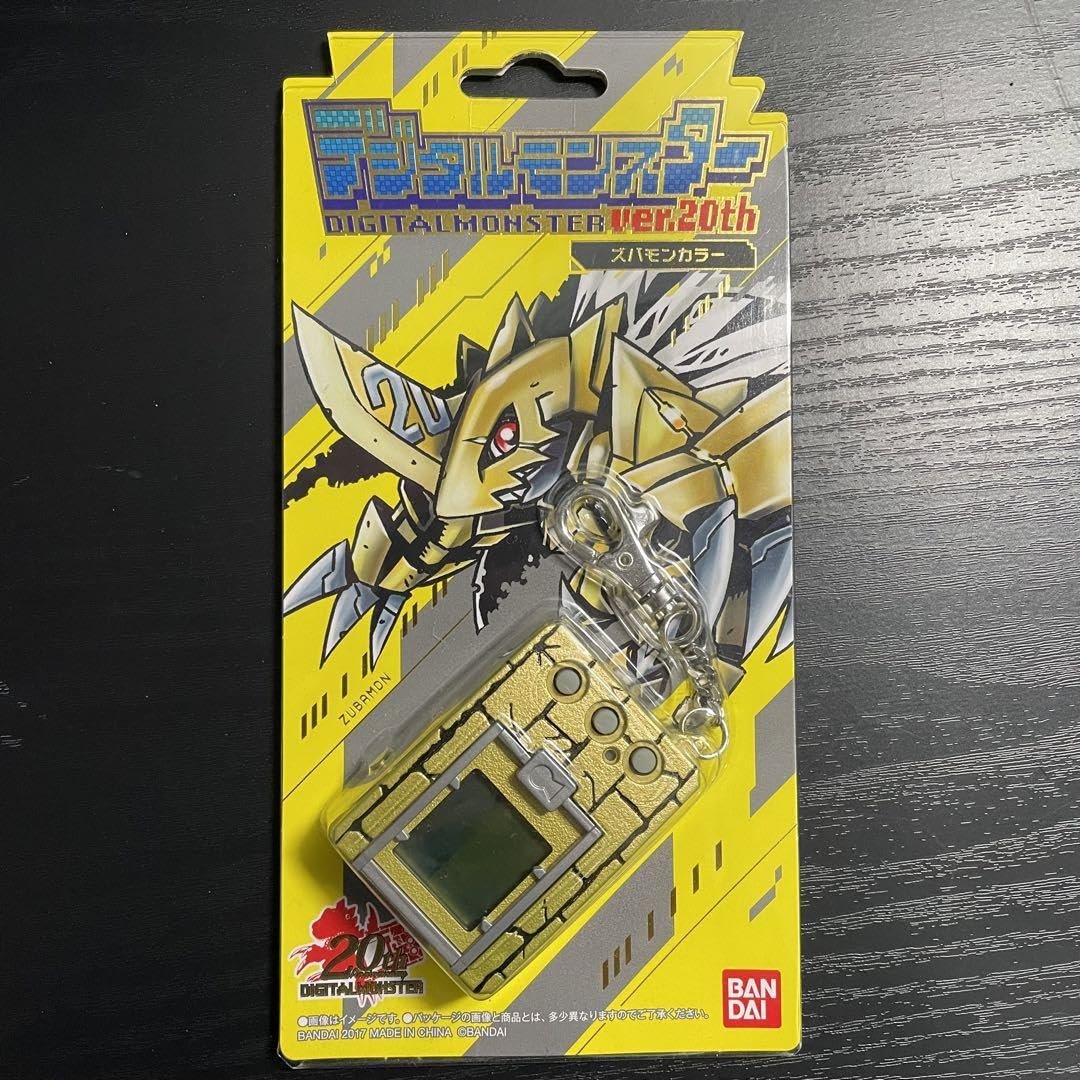 デジタルモンスター
DIGITALMONSTER ver.20th
ズバモンカラー
20
ZUBAMON
20th
Anniversary
DIGITALMONSTER
BAN
DAI
●画像はイメージです。 ●パッケージの画像と商品とは、多少異なりますのでご了承ください。
BANDAI 2017 MADE IN CHINA ©BANDAI